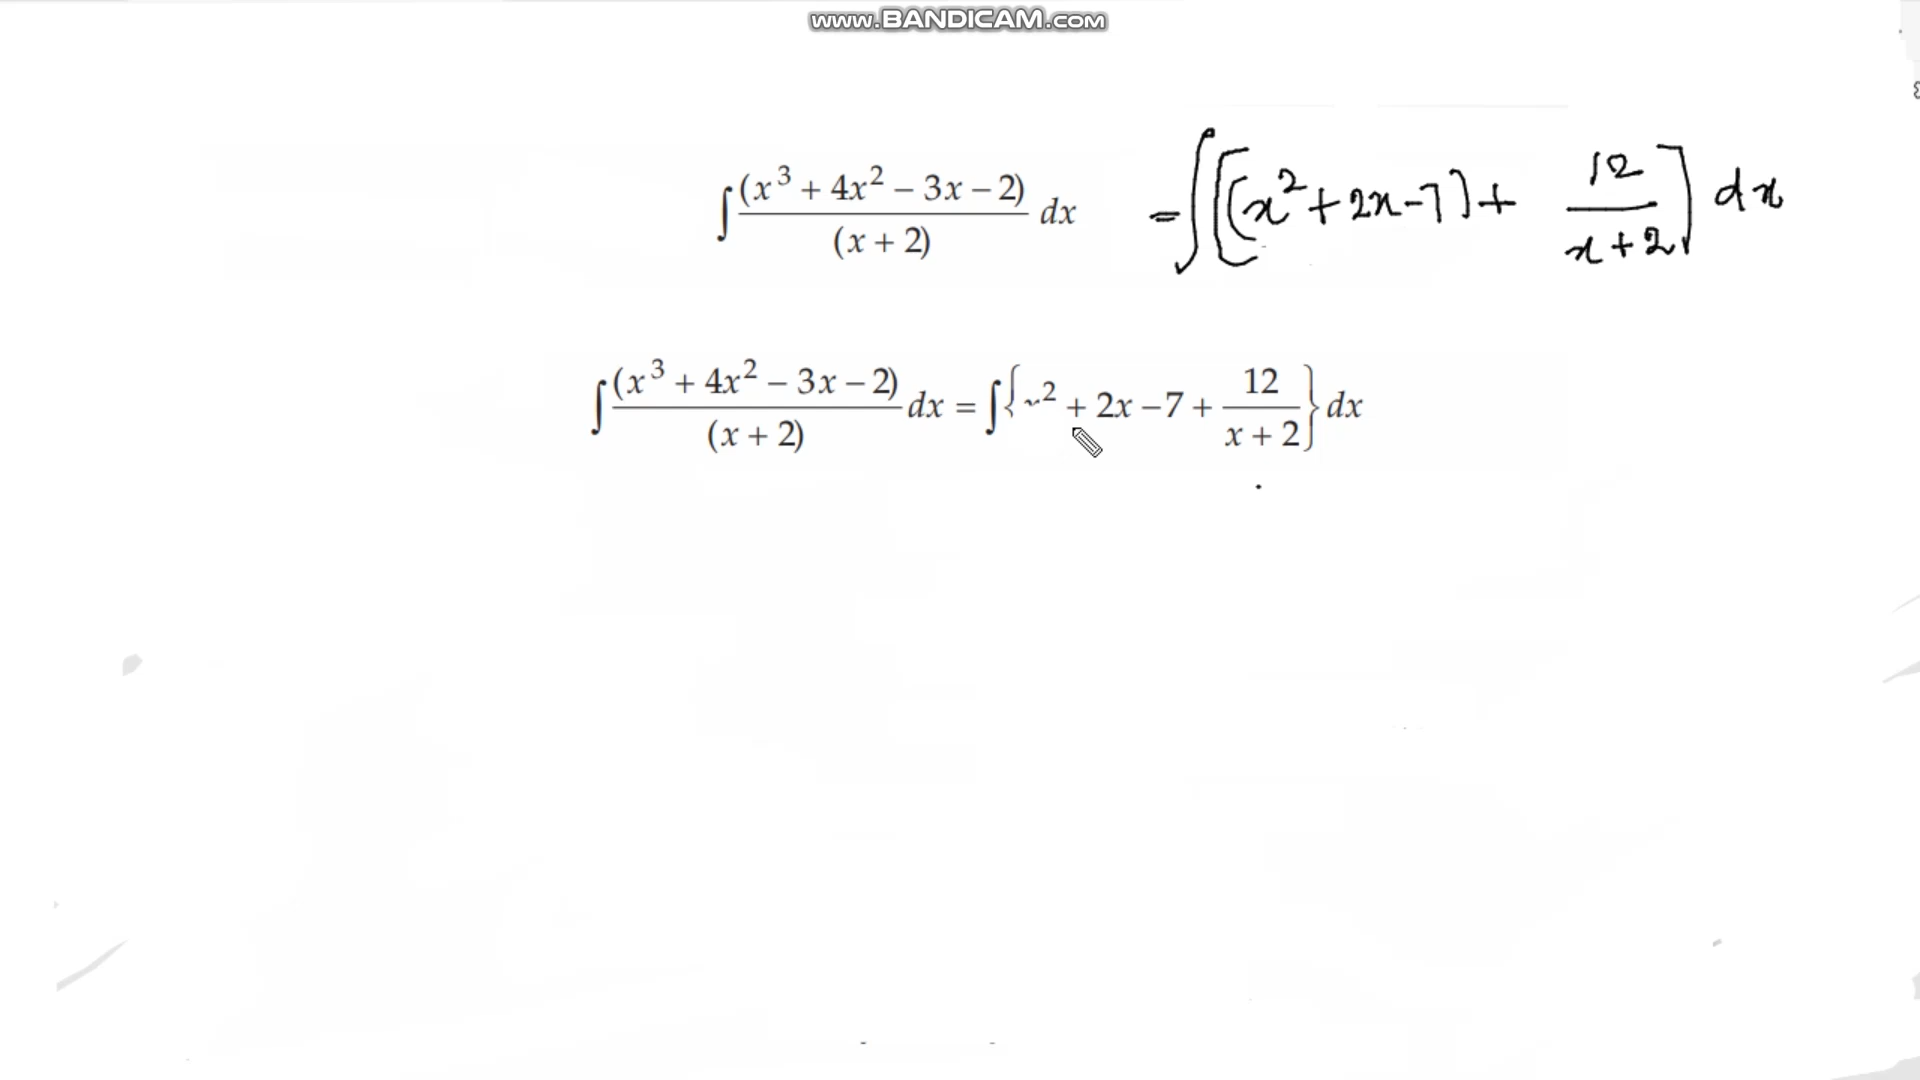 www.BANDICAM.com
∫ (x³ + 4x² − 3x − 2) / (x + 2) dx = ∫[(x² + 2x − 7) + 12 / x + 2] dx
∫ (x³ + 4x² − 3x − 2) / (x + 2) dx = ∫{ ² + 2x − 7 + 12 / x + 2} dx